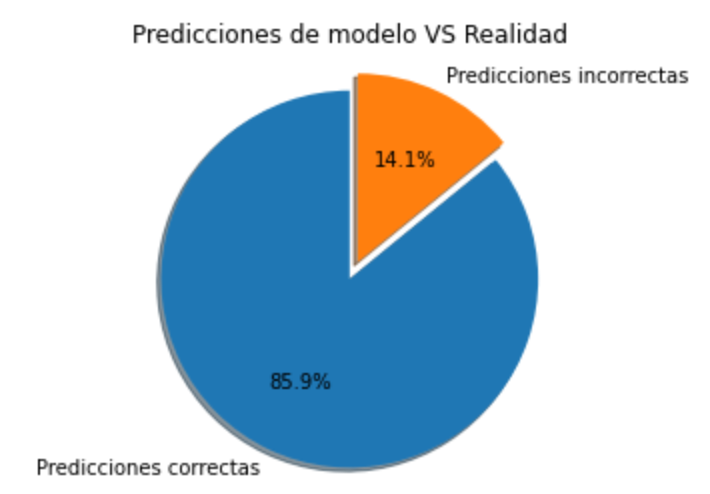 Predicciones de modelo VS Realidad
Predicciones incorrectas
14.1%
85.9%
Predicciones correctas